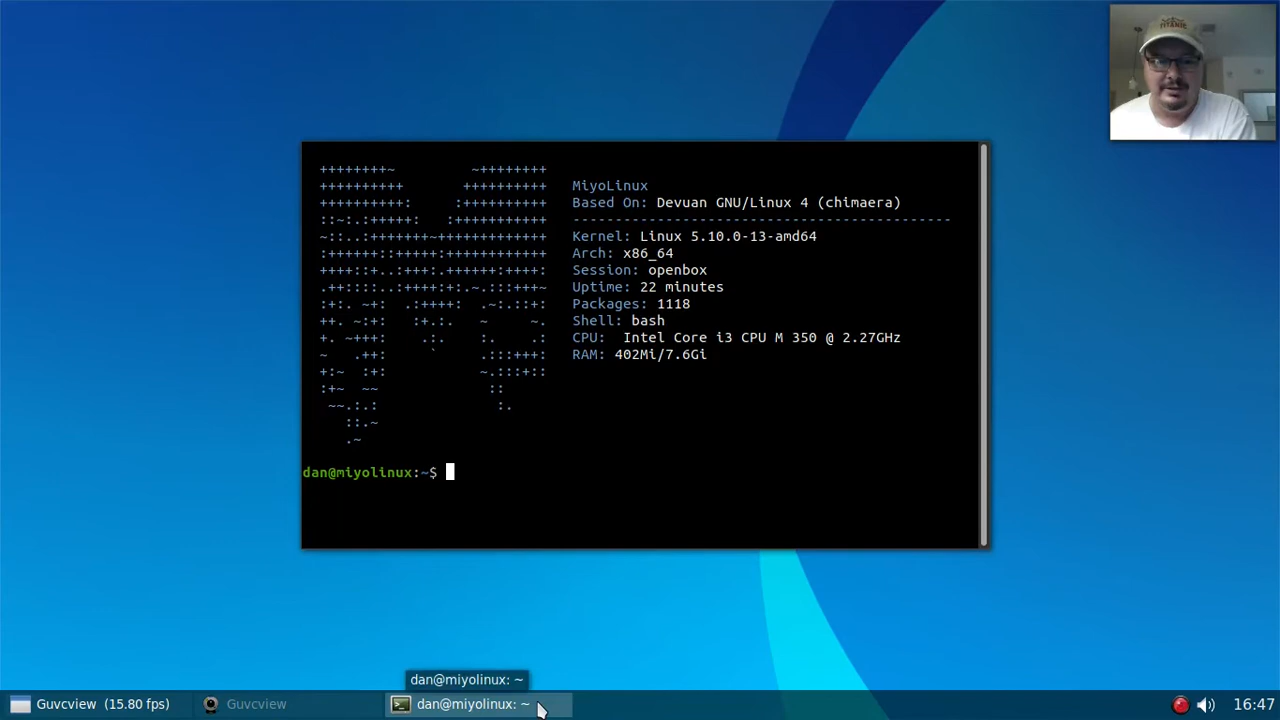 TITANIC
++++++++~         ~++++++++
++++++++++       ++++++++++
++++++++++:     :++++++++++
::~:.:+++++:   :+++++++++++
~::..:+++++++~+++++++++++++
:++++++::+++++:++++++++++++
++++::+..:+++:.++++++:++++:
.++::::..:++++:+:.~.:::+++~
:+:. ~+:  .:++++:  .~:.::+:
++. ~:+:   :+.:.   ~     ~.
+. ~+++:    .:.    :.    .:
~   .++:     `     .:::+++:
+:~  :+:           ~.:::+::
:+~  ~~             ::
~~.:.:               :.
::.~
.~
MiyoLinux
Based On: Devuan GNU/Linux 4 (chimaera)
---------------------------------------------
Kernel: Linux 5.10.0-13-amd64
Arch: x86_64
Session: openbox
Uptime: 22 minutes
Packages: 1118
Shell: bash
CPU:  Intel Core i3 CPU M 350 @ 2.27GHz
RAM: 402Mi/7.6Gi
dan@miyolinux:~$
dan@miyolinux: ~
Guvcview  (15.80 fps)
Guvcview
dan@miyolinux: ~
16:47